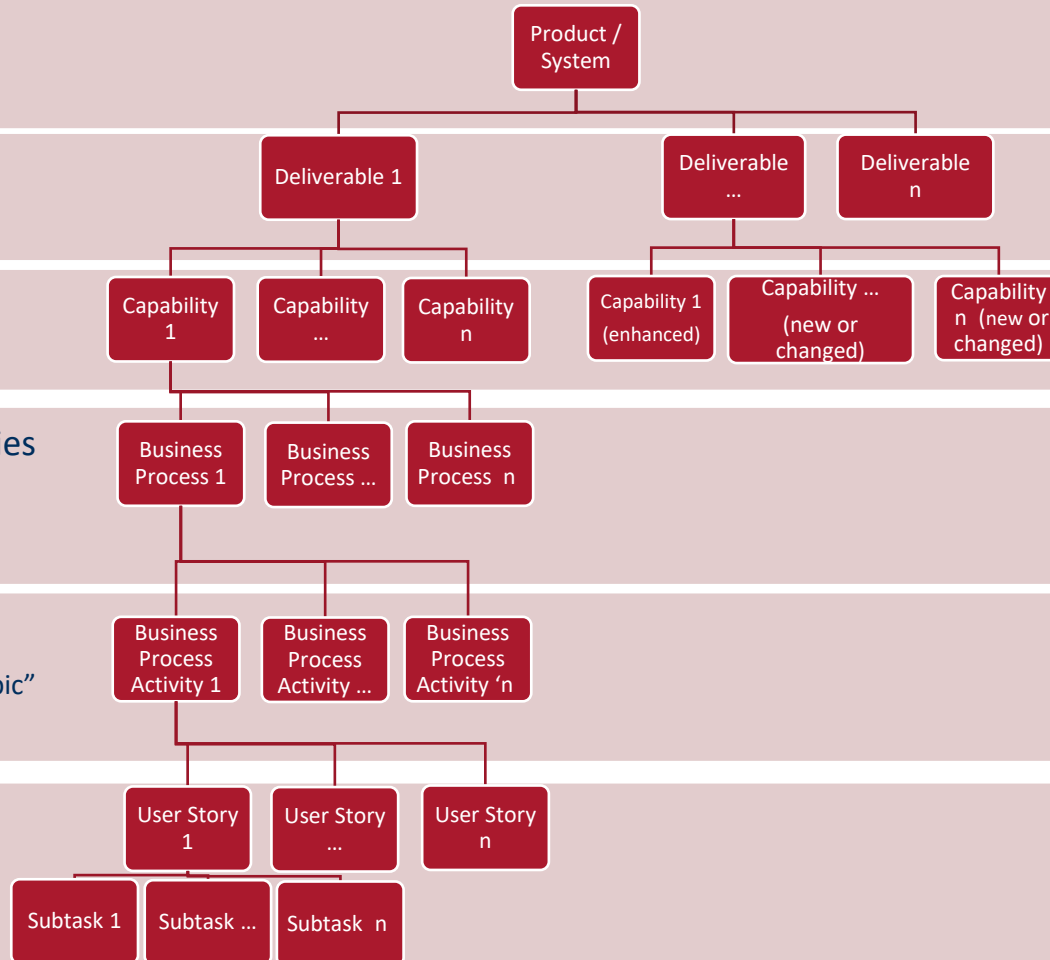 Product /
System
Deliverable 1
Deliverable
…
Deliverable
n
Capability
1
Capability
…
Capability
n
Capability 1
(enhanced)
Capability …
(new or
changed)
Capability
n (new or
changed)
ies
Business
Process 1
Business
Process …
Business
Process n
Business
Process
Activity 1
Business
Process
Activity …
Business
Process
Activity ‘n
pic”
User Story
1
User Story
…
User Story
n
Subtask 1
Subtask …
Subtask n